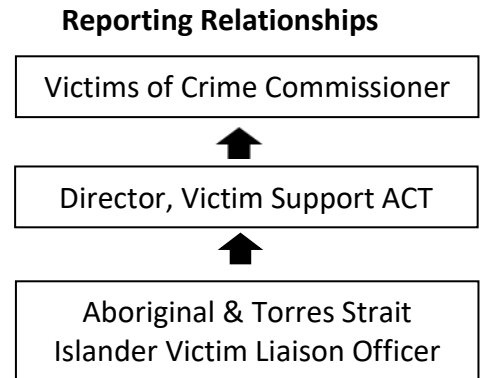 Reporting Relationships
Victims of Crime Commissioner
Director, Victim Support ACT
Aboriginal & Torres Strait
Islander Victim Liaison Officer